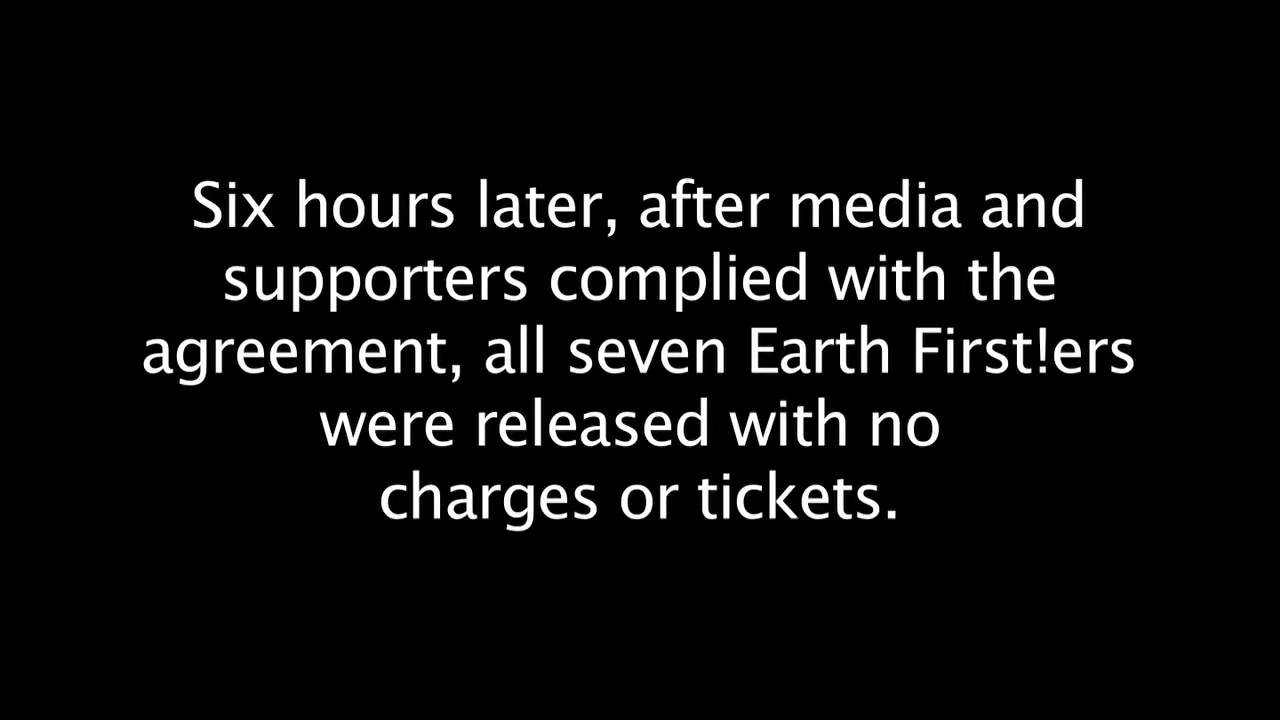 Six hours later, after media and
supporters complied with the
agreement, all seven Earth First!ers
were released with no
charges or tickets.